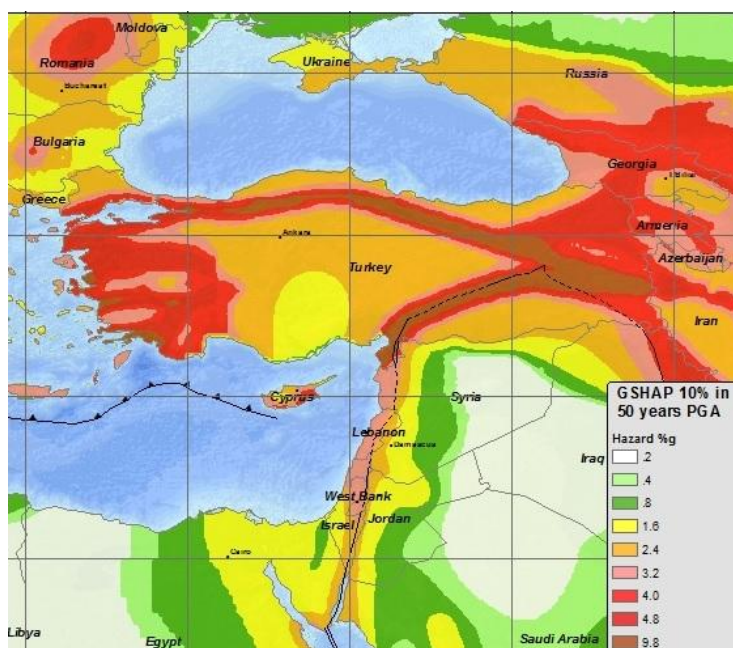 Moldova
Romania
Bucharest
Ukraine
Russia
Bulgaria
Georgia
Greece
Armenia
Ankara
Azerbaijan
Turkey
Iran
Cyprus
Syria
GSHAP 10% in
50 years PGA
Hazard %g
.2
.4
.8
1.6
2.4
3.2
4.0
4.8
9.8
Lebanon
Damascus
Iraq
West Bank
Israel
Jordan
Cairo
Libya
Egypt
Saudi Arabia